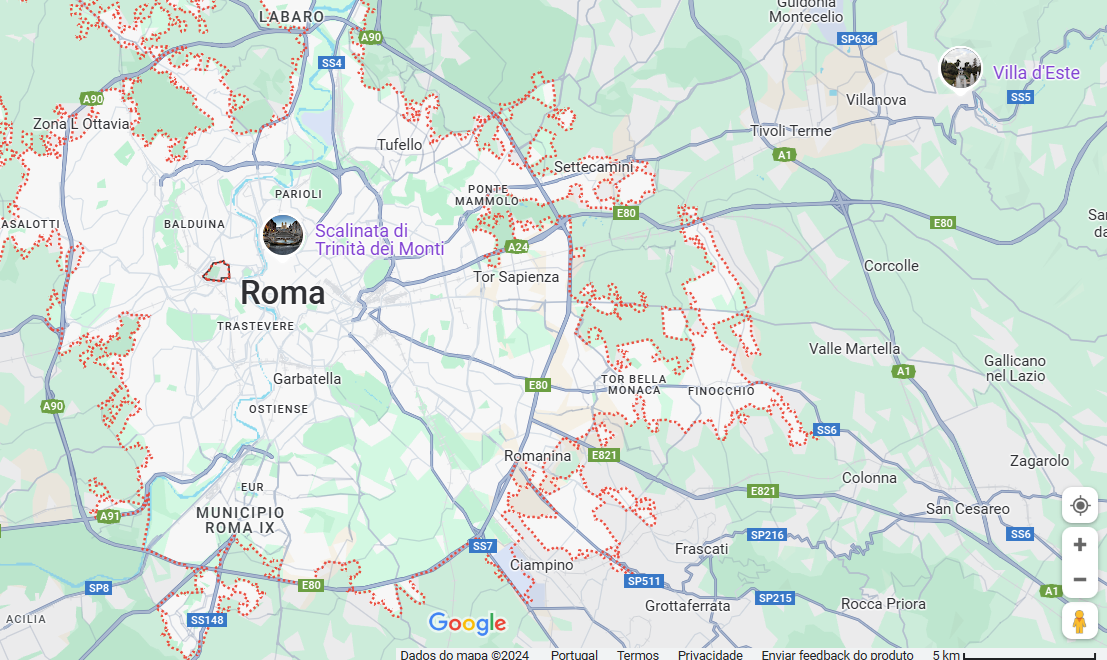 Guidonia
Montecelio
LABARO
A90
SP636
SS4
Villa d'Este
SS5
A90
Villanova
Zona L Ottavia
Tivoli Terme
Tufello
A1
Settecamini
PARIOLI
PONTE
MAMMOLO
E80
ASALOTTI
BALDUINA
E80
Scalinata di
Trinità dei Monti
A24
Tor Sapienza
Corcolle
Roma
TRASTEVERE
Valle Martella
Gallicano
nel Lazio
A1
Garbatella
E80
TOR BELLA
MONACA
FINOCCHIO
A90
OSTIENSE
SS6
Romanina
E821
Zagarolo
Colonna
EUR
E821
A91
MUNICIPIO
ROMA IX
San Cesareo
SS6
SP216
SS7
Frascati
Ciampino
SP511
E80
SP8
A1
SP215
Rocca Priora
Grottaferrata
ACILIA
SS148
Google
Dados do mapa ©2024 Portugal Termos Privacidade Enviar feedback do produto 5 km